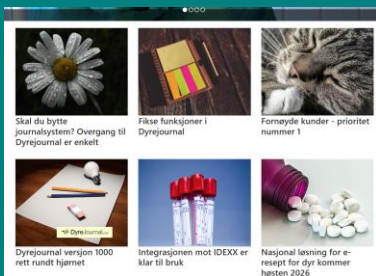 Skal du bytte
journalsystem? Overgang til
Dyrejournal er enkelt
Fikse funksjoner i
Dyrejournal
Fornøyde kunder - prioritet
nummer 1
DyreJournal
Dyrejournal versjon 1000
rett rundt hjørnet
Integrasjonen mot IDEXX er
klar til bruk
Nasjonal løsning for e-
resept for dyr kommer
høsten 2026